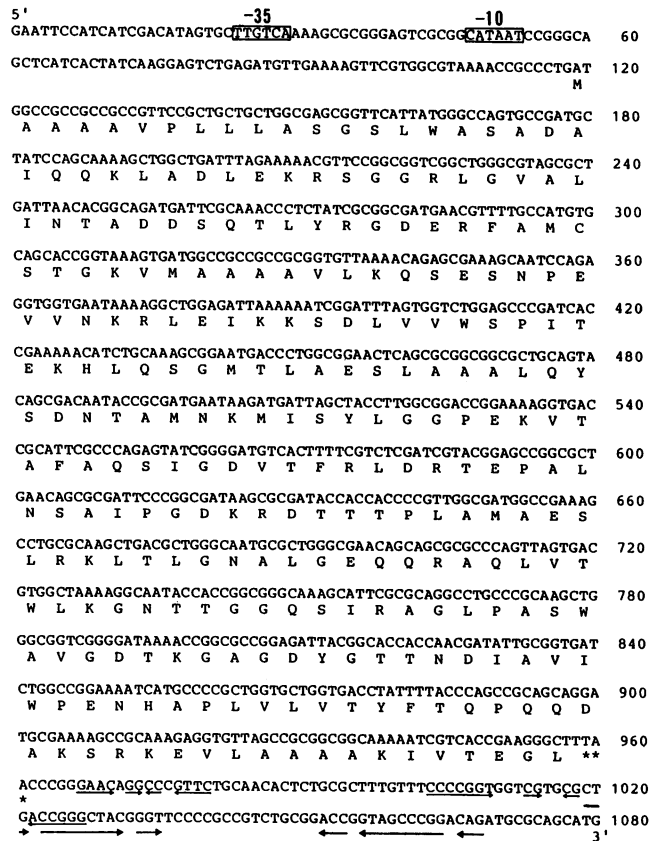 5'
-35 -10
GAATTCCATCATCGACATAGTGCTTGTCAAAAGCGCGGGAGTCGCGGCATAATCCGGGCA 60
GCTCATCACTATCAAGGAGTCTGAGATGTTGAAAAGTTCGTGGCGTAAAACCGCCCTGAT 120
M
GGCCGCCGCCGCCGTTCCGCTGCTGCTGGCGAGCGGTTCATTATGGGCCAGTGCCGATGC 180
A A A A V P L L L A S G S L W A S A D A
TATCCAGCAAAAGCTGGCTGATTTAGAAAAACGTTCCGGCGGTCGGCTGGGCGTAGCGCT 240
I Q Q K L A D L E K R S G G R L G V A L
GATTAACACGGCAGATGATTCGCAAACCCTCTATCGCGGCGATGAACGTTTTGCCATGTG 300
I N T A D D S Q T L Y R G D E R F A M C
CAGCACCGGTAAAGTGATGGCCGCCGCCGCGGTGTTAAAACAGAGCGAAAGCAATCCAGA 360
S T G K V M A A A A V L K Q S E S N P E
GGTGGTGAATAAAAGGCTGGAGATTAAAAAATCGGATTTAGTGGTCTGGAGCCCGATCAC 420
V V N K R L E I K K S D L V V W S P I T
CGAAAAACATCTGCAAAGCGGAATGACCCTGGCGGAACTCAGCGCGGCGGCGCTGCAGTA 480
E K H L Q S G M T L A E S L A A A L Q Y
CAGCGACAATACCGCGATGAATAAGATGATTAGCTACCTTGGCGGACCGGAAAAGGTGAC 540
S D N T A M N K M I S Y L G G P E K V T
CGCATTCGCCCAGAGTATCGGGGATGTCACTTTTCGTCTCGATCGTACGGAGCCGGCGCT 600
A F A Q S I G D V T F R L D R T E P A L
GAACAGCGCGATTCCCGGCGATAAGCGCGATACCACCACCCCGTTGGCGATGGCCGAAAG 660
N S A I P G D K R D T T T P L A M A E S
CCTGCGCAAGCTGACGCTGGGCAATGCGCTGGGCGAACAGCAGCGCGCCCAGTTAGTGAC 720
L R K L T L G N A L G E Q Q R A Q L V T
GTGGCTAAAAGGCAATACCACCGGCGGGCAAAGCATTCGCGCAGGCCTGCCCGCAAGCTG 780
W L K G N T T G G Q S I R A G L P A S W
GGCGGTCGGGGATAAAACCGGCGCCGGAGATTACGGCACCACCAACGATATTGCGGTGAT 840
A V G D T K G A G D Y G T T N D I A V I
CTGGCCGGAAAATCATGCCCCGCTGGTGCTGGTGACCTATTTTACCCAGCCGCAGCAGGA 900
W P E N H A P L V L V T Y F T Q P Q Q D
TGCGAAAAGCCGCAAAGAGGTGTTAGCCGCGGCGGCAAAAATCGTCACCGAAGGGCTTTA 960
A K S R K E V L A A A A K I V T E G L **
ACCCGGGGAACAGGCCCGTTCTGCAACACTCTGCGCTTTGTTTCCCCGGTGGTCGTGCGCT 1020
*
GACCGGGCTACGGGTTCCCCGCCGTCTGCGGACCGGTAGCCCGGACAGATGCGCAGCATG 1080
3'